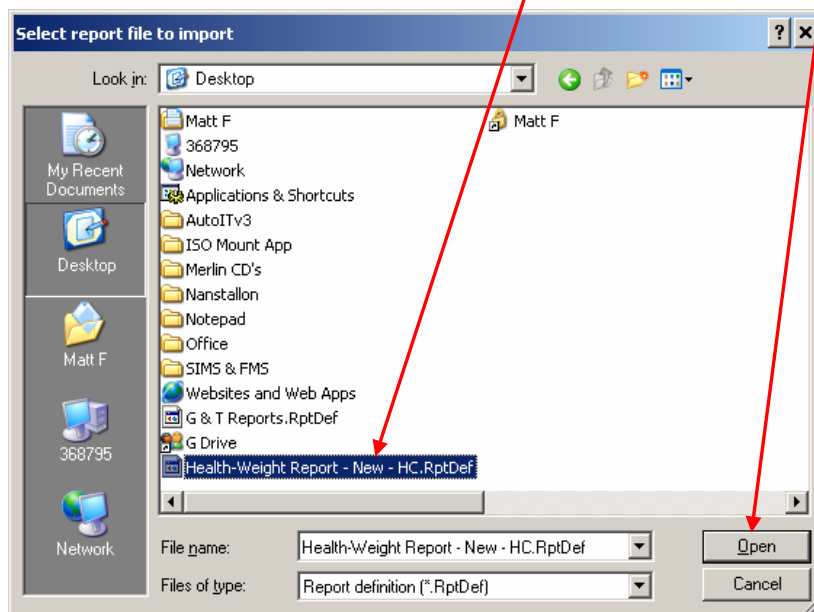 Select report file to import
Look in: Desktop
My Recent
Documents
Desktop
Matt F
368795
Network
Matt F
368795
Network
Applications & Shortcuts
AutoITv3
ISO Mount App
Merlin CD's
Nanstallon
Notepad
Office
SIMS & FMS
Websites and Web Apps
G & T Reports.RptDef
G Drive
Health-Weight Report - New - HC.RptDef
Matt F
File name: Health-Weight Report - New - HC.RptDef Open
Files of type: Report definition (*.RptDef) Cancel